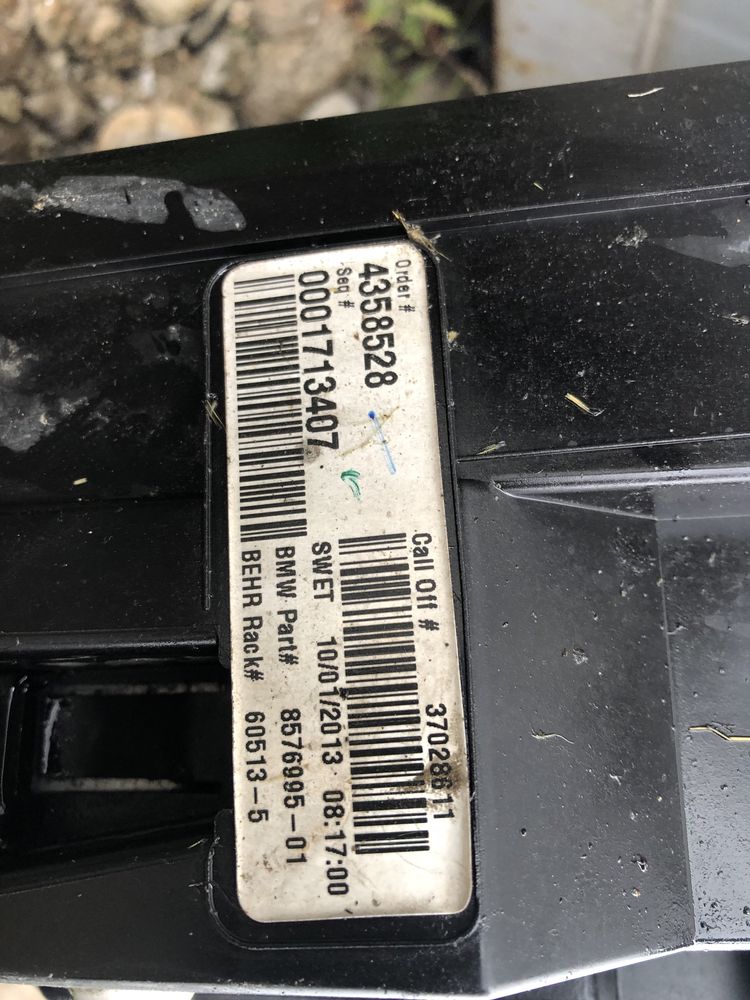 Order #
4358528
Seq #
0001713407
Call Off # 37028611
SWET 10/01/2013 08:17:00
BMW Part# 8576995-01
BEHR Rack# 60513-5